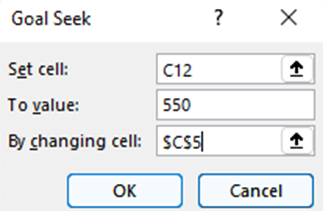 Goal Seek ?
Set cell: C12
To value: 550
By changing cell: $C$5
OK Cancel